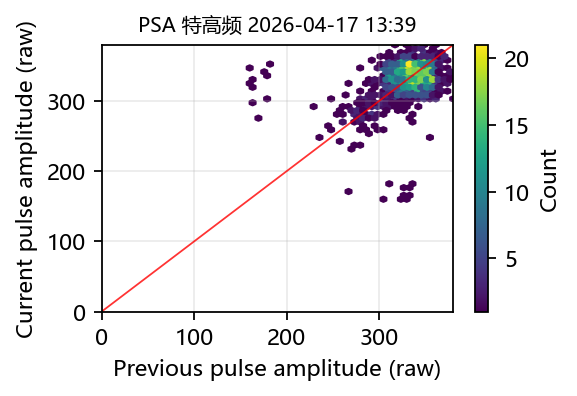 PSA 特高频 2026-04-17 13:39
Current pulse amplitude (raw)
300
200
100
0
0 100 200 300
Previous pulse amplitude (raw)
20
15
10
5
Count